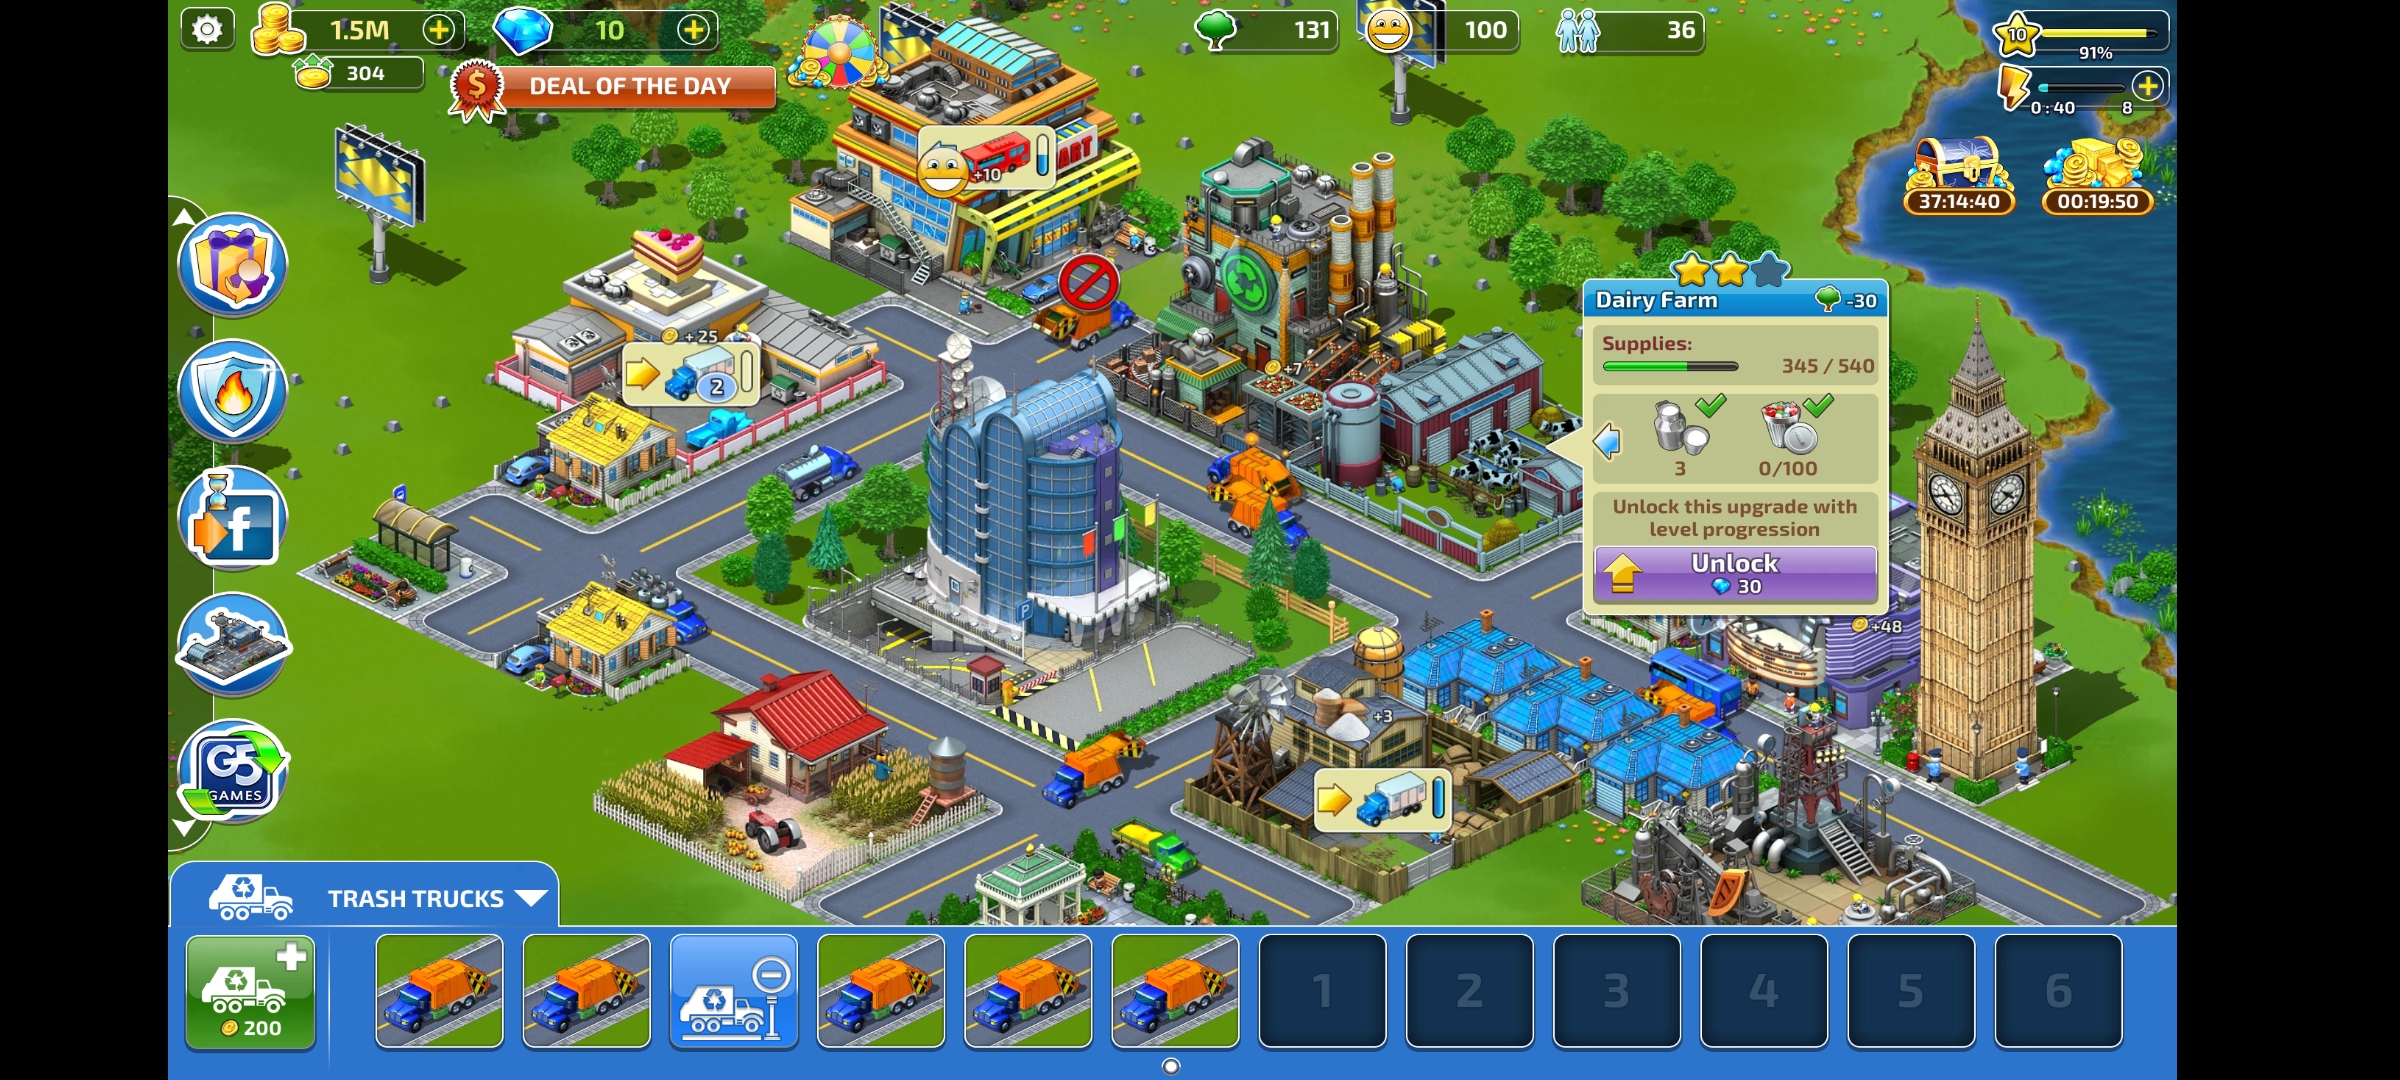 1.5M
10
131
100
36
10
91%
304
DEAL OF THE DAY
0:40
8
37:14:40
00:19:50
+10
ART
Dairy Farm
-30
Supplies:
345 / 540
3
0/100
Unlock this upgrade with
level progression
Unlock
30
+25
2
+7
f
P
+48
+3
G5
GAMES
TRASH TRUCKS
200
1
2
3
4
5
6